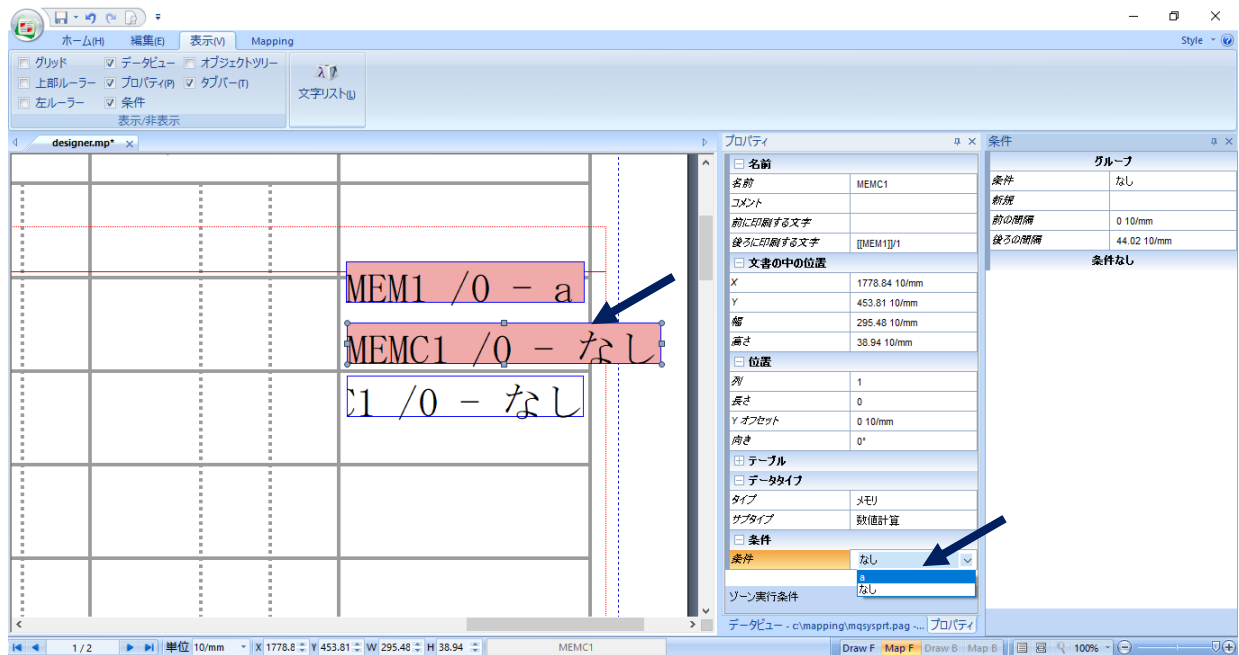 ホーム(H) 編集(E) 表示(V) Mapping Style
グリッド データビュー オブジェクトツリー
上部ルーラー プロパティ(P) タブバー(T)
左ルーラー 条件
表示/非表示
文字リスト(L)
designer.mp*
MEM1 /0 - a
MEMC1 /0 - なし
C1 /0 - なし
プロパティ
名前
名前 MEMC1
コメント
前に印刷する文字
後ろに印刷する文字 [[MEM1]]/1
文書の中の位置
X 1778.84 10/mm
Y 453.81 10/mm
幅 295.48 10/mm
高さ 38.94 10/mm
位置
列 1
長さ 0
Y オフセット 0 10/mm
向き 0°
テーブル
データタイプ
タイプ メモリ
サブタイプ 数値計算
条件
条件 なし
a
なし
ゾーン実行条件
データビュー - c\mapping\mqsysprt.pag -... プロパティ
条件
グループ
条件 なし
新規
前の間隔 0 10/mm
後ろの間隔 44.02 10/mm
条件なし
1 / 2 単位 10/mm X 1778.8 Y 453.81 W 295.48 H 38.94 MEMC1 Draw F Map F Draw B Map B 100%